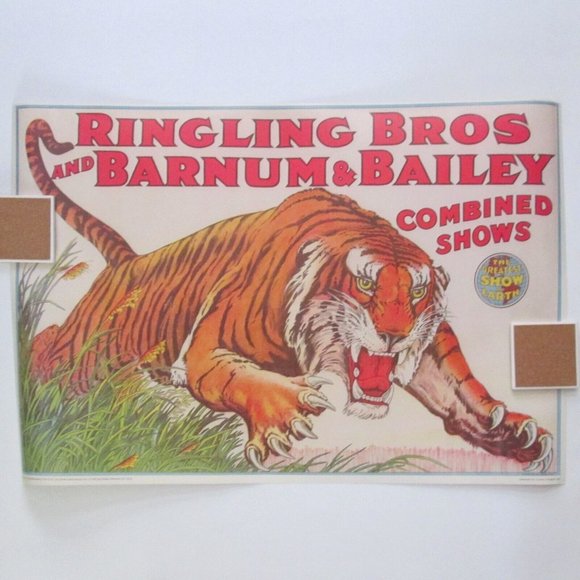 RINGLING BROS
AND BARNUM & BAILEY
COMBINED
SHOWS
THE
GREATEST
SHOW
ON
EARTH